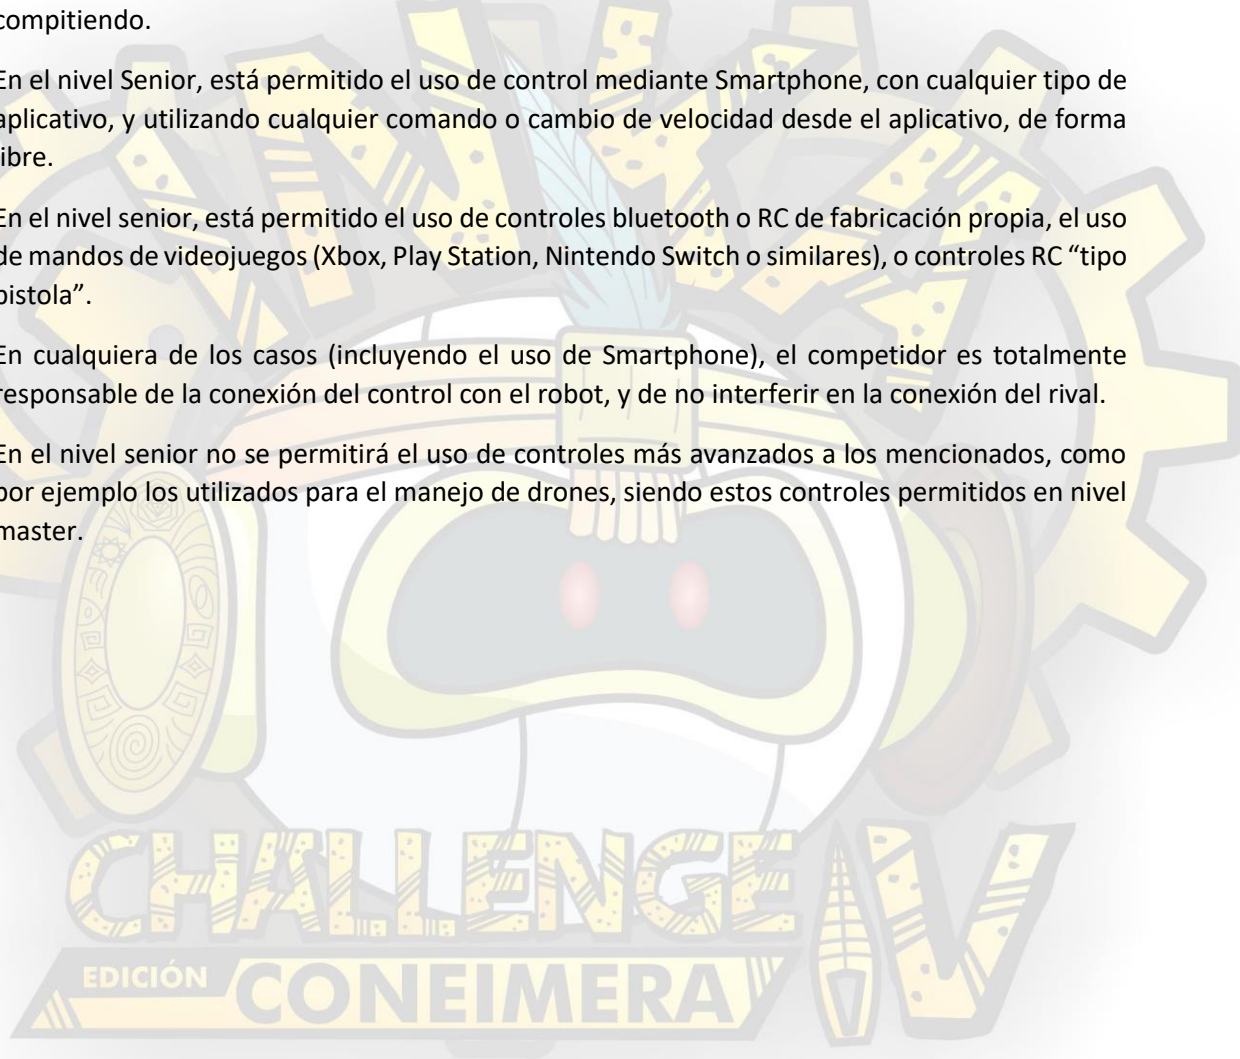 compitiendo.
En el nivel Senior, está permitido el uso de control mediante Smartphone, con cualquier tipo de
aplicativo, y utilizando cualquier comando o cambio de velocidad desde el aplicativo, de forma
libre.
En el nivel senior, está permitido el uso de controles bluetooth o RC de fabricación propia, el uso
de mandos de videojuegos (Xbox, Play Station, Nintendo Switch o similares), o controles RC “tipo
pistola”.
En cualquiera de los casos (incluyendo el uso de Smartphone), el competidor es totalmente
responsable de la conexión del control con el robot, y de no interferir en la conexión del rival.
En el nivel senior no se permitirá el uso de controles más avanzados a los mencionados, como
por ejemplo los utilizados para el manejo de drones, siendo estos controles permitidos en nivel
master.
CHALLENGE IV
EDICIÓN CONEIMERA